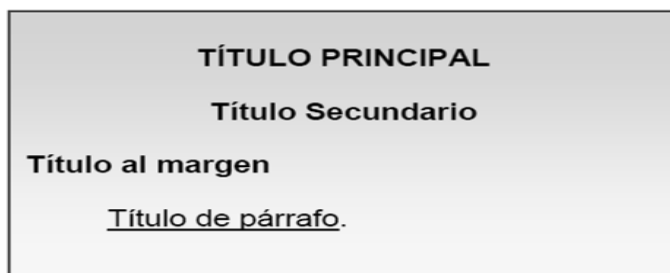 TÍTULO PRINCIPAL
Título Secundario
Título al margen
Título de párrafo.